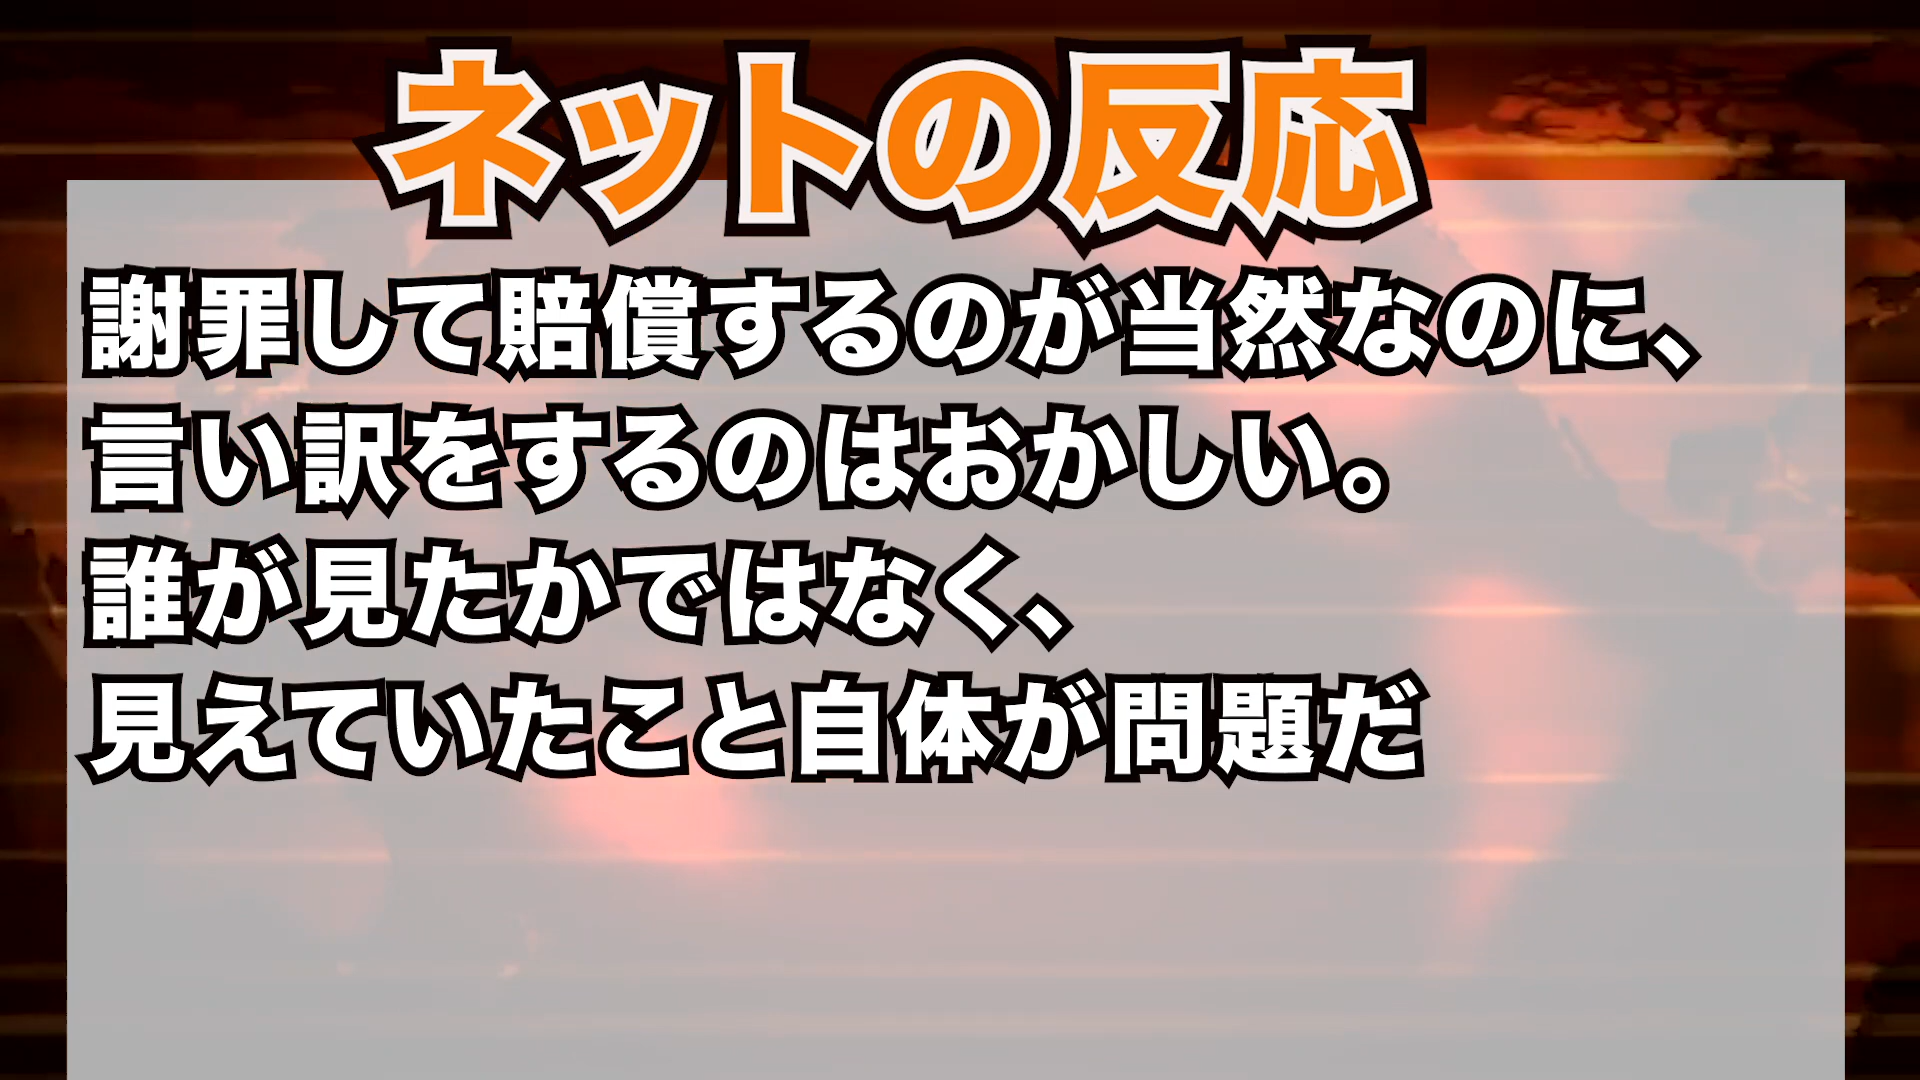 ネットの反応
謝罪して賠償するのが当然なのに、
言い訳をするのはおかしい。
誰が見たかではなく、
見えていたこと自体が問題だ